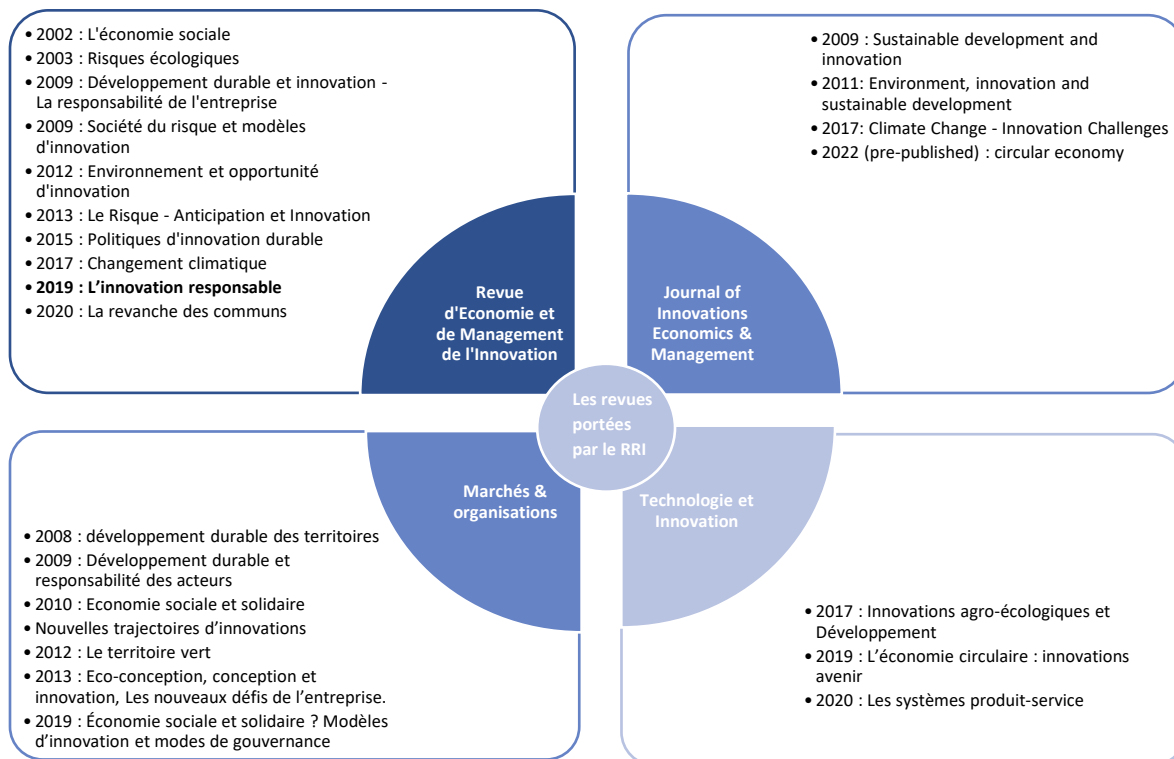 • 2002 : L'économie sociale
• 2003 : Risques écologiques
• 2009 : Développement durable et innovation -
La responsabilité de l'entreprise
• 2009 : Société du risque et modèles
d'innovation
• 2012 : Environnement et opportunité
d'innovation
• 2013 : Le Risque - Anticipation et Innovation
• 2015 : Politiques d'innovation durable
• 2017 : Changement climatique
• 2019 : L’innovation responsable
• 2020 : La revanche des communs
Revue
d'Economie et
de Management
de l'Innovation
• 2009 : Sustainable development and
innovation
• 2011: Environment, innovation and
sustainable development
• 2017: Climate Change - Innovation Challenges
• 2022 (pre-published) : circular economy
Journal of
Innovations
Economics &
Management
Les revues
portées
par le RRI
Marchés &
organisations
• 2008 : développement durable des territoires
• 2009 : Développement durable et
responsabilité des acteurs
• 2010 : Economie sociale et solidaire
• Nouvelles trajectoires d’innovations
• 2012 : Le territoire vert
• 2013 : Eco-conception, conception et
innovation, Les nouveaux défis de l’entreprise.
• 2019 : Économie sociale et solidaire ? Modèles
d’innovation et modes de gouvernance
Technologie et
Innovation
• 2017 : Innovations agro-écologiques et
Développement
• 2019 : L’économie circulaire : innovations
avenir
• 2020 : Les systèmes produit-service